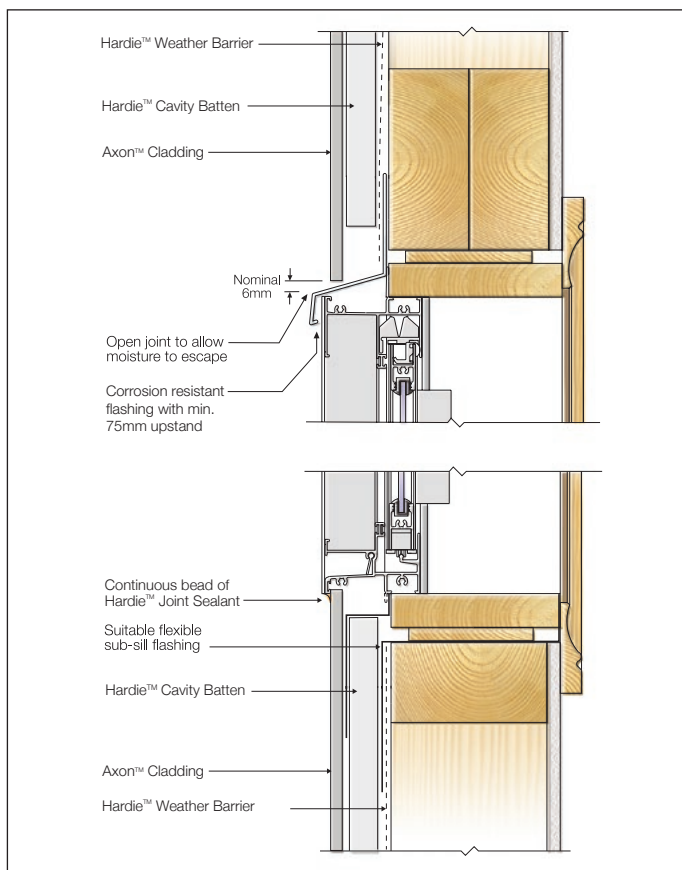 Hardie™ Weather Barrier
Hardie™ Cavity Batten
Axon™ Cladding
Nominal
6mm
Open joint to allow
moisture to escape
Corrosion resistant
flashing with min.
75mm upstand
Continuous bead of
Hardie™ Joint Sealant
Suitable flexible
sub-sill flashing
Hardie™ Cavity Batten
Axon™ Cladding
Hardie™ Weather Barrier